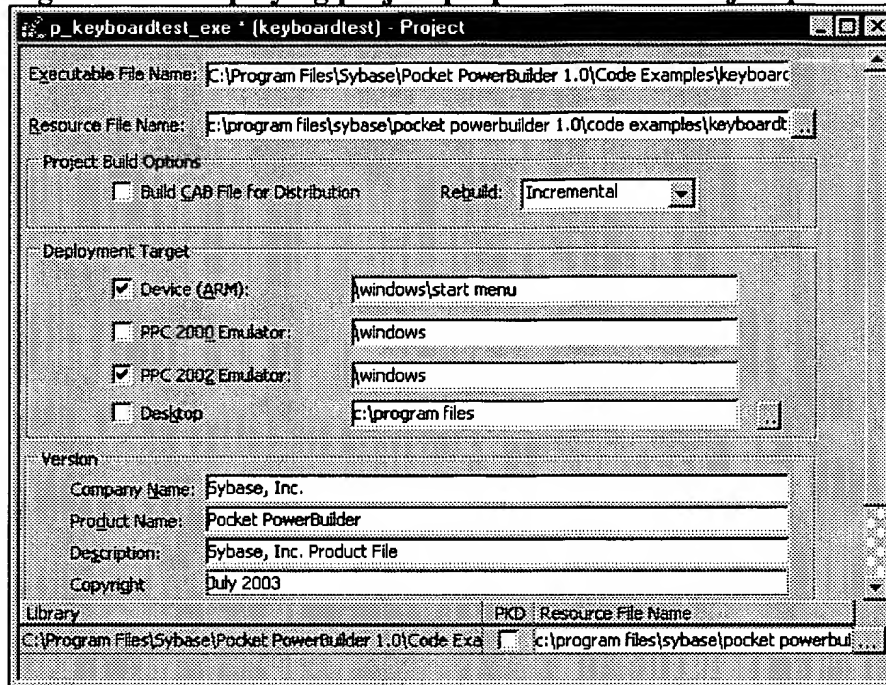 p_keyboardtest_exe * (keyboardtest) - Project
Executable File Name: C:\Program Files\Sybase\Pocket PowerBuilder 1.0\Code Examples\keyboarc
Resource File Name: c:\program files\sybase\pocket powerbuilder 1.0\code examples\keyboardt ..
Project Build Options
Build CAB File for Distribution Rebuild: Incremental
Deployment Target
Device (ARM): \windows\start menu
PPC 2000 Emulator: \windows
PPC 2002 Emulator: \windows
Desktop c:\program files ..
Version
Company Name: Sybase, Inc.
Product Name: Pocket PowerBuilder
Description: Sybase, Inc. Product File
Copyright July 2003
Library PKD Resource File Name
C:\Program Files\Sybase\Pocket PowerBuilder 1.0\Code Exa c:\program files\sybase\pocket powerbui ...